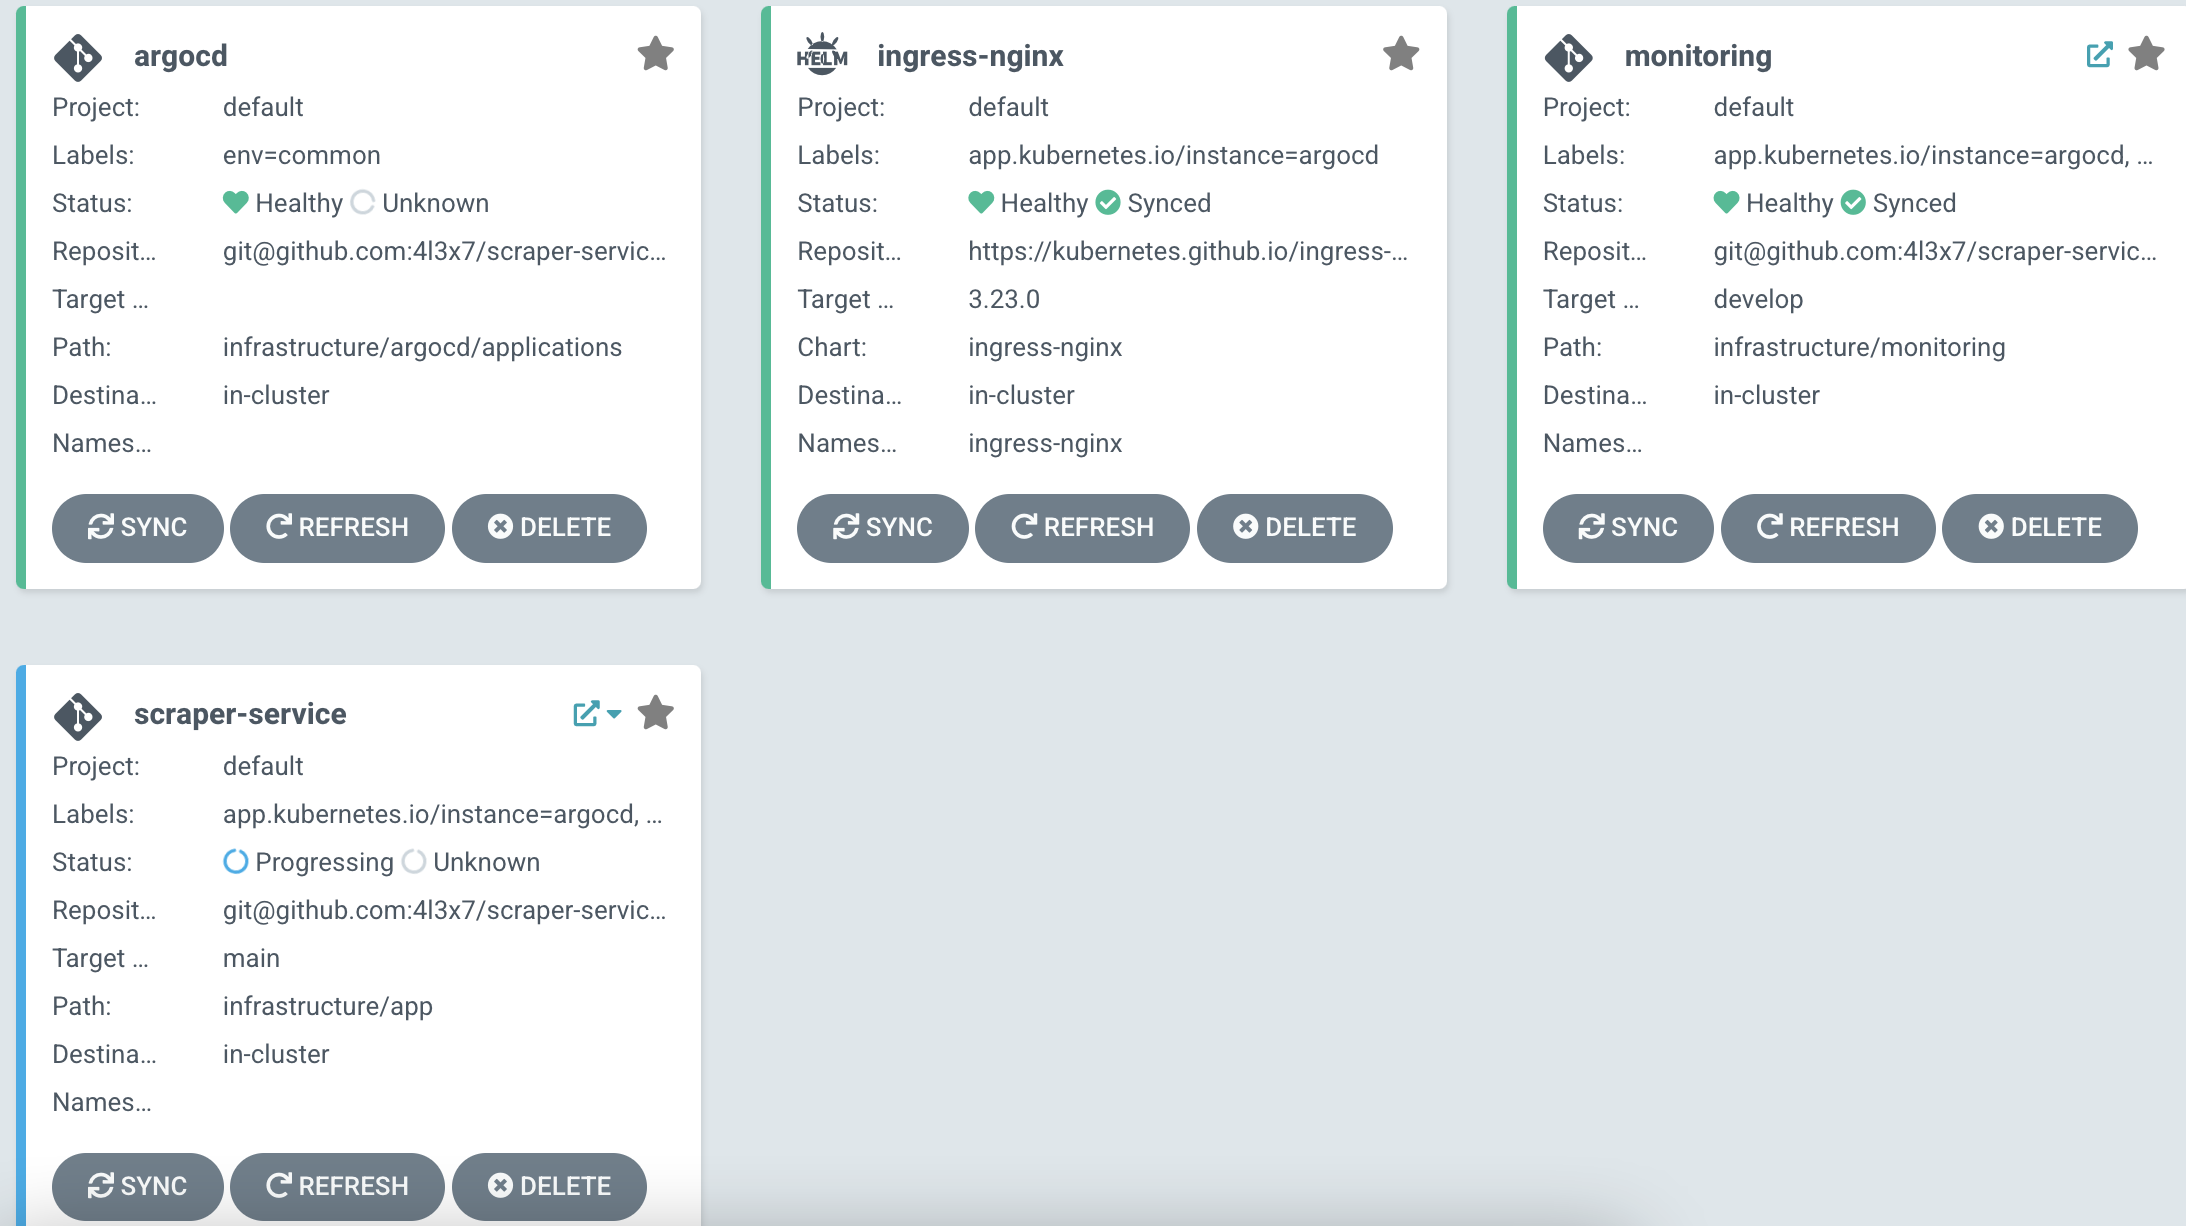 argocd
Project: default
Labels: env=common
Status: Healthy Unknown
Reposit... git@github.com:4l3x7/scraper-servic...
Target ...
Path: infrastructure/argocd/applications
Destina... in-cluster
Names...
SYNC REFRESH DELETE
HELM ingress-nginx
Project: default
Labels: app.kubernetes.io/instance=argocd
Status: Healthy Synced
Reposit... https://kubernetes.github.io/ingress-...
Target ... 3.23.0
Chart: ingress-nginx
Destina... in-cluster
Names... ingress-nginx
SYNC REFRESH DELETE
monitoring
Project: default
Labels: app.kubernetes.io/instance=argocd, ...
Status: Healthy Synced
Reposit... git@github.com:4l3x7/scraper-servic...
Target ... develop
Path: infrastructure/monitoring
Destina... in-cluster
Names...
SYNC REFRESH DELETE
scraper-service
Project: default
Labels: app.kubernetes.io/instance=argocd, ...
Status: Progressing Unknown
Reposit... git@github.com:4l3x7/scraper-servic...
Target ... main
Path: infrastructure/app
Destina... in-cluster
Names...
SYNC REFRESH DELETE